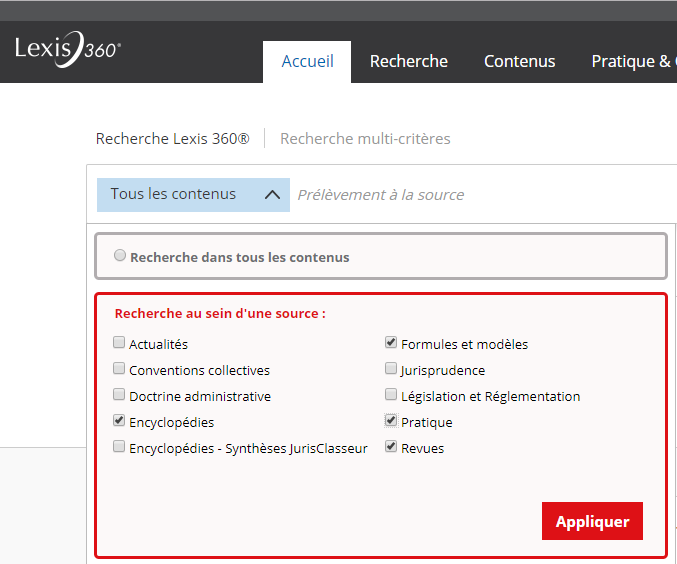 Lexis 360®
Accueil Recherche Contenus Pratique &
Recherche Lexis 360® Recherche multi-critères
Tous les contenus Prélèvement à la source
Recherche dans tous les contenus
Recherche au sein d'une source :
Actualités
Conventions collectives
Doctrine administrative
Encyclopédies
Encyclopédies - Synthèses JurisClasseur
Formules et modèles
Jurisprudence
Législation et Réglementation
Pratique
Revues
Appliquer